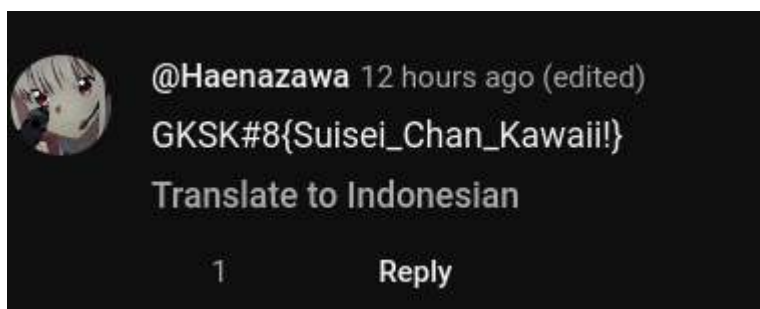 @Haenazawa 12 hours ago (edited)
GKSK#8{Suisei_Chan_Kawaii!}
Translate to Indonesian
1 Reply